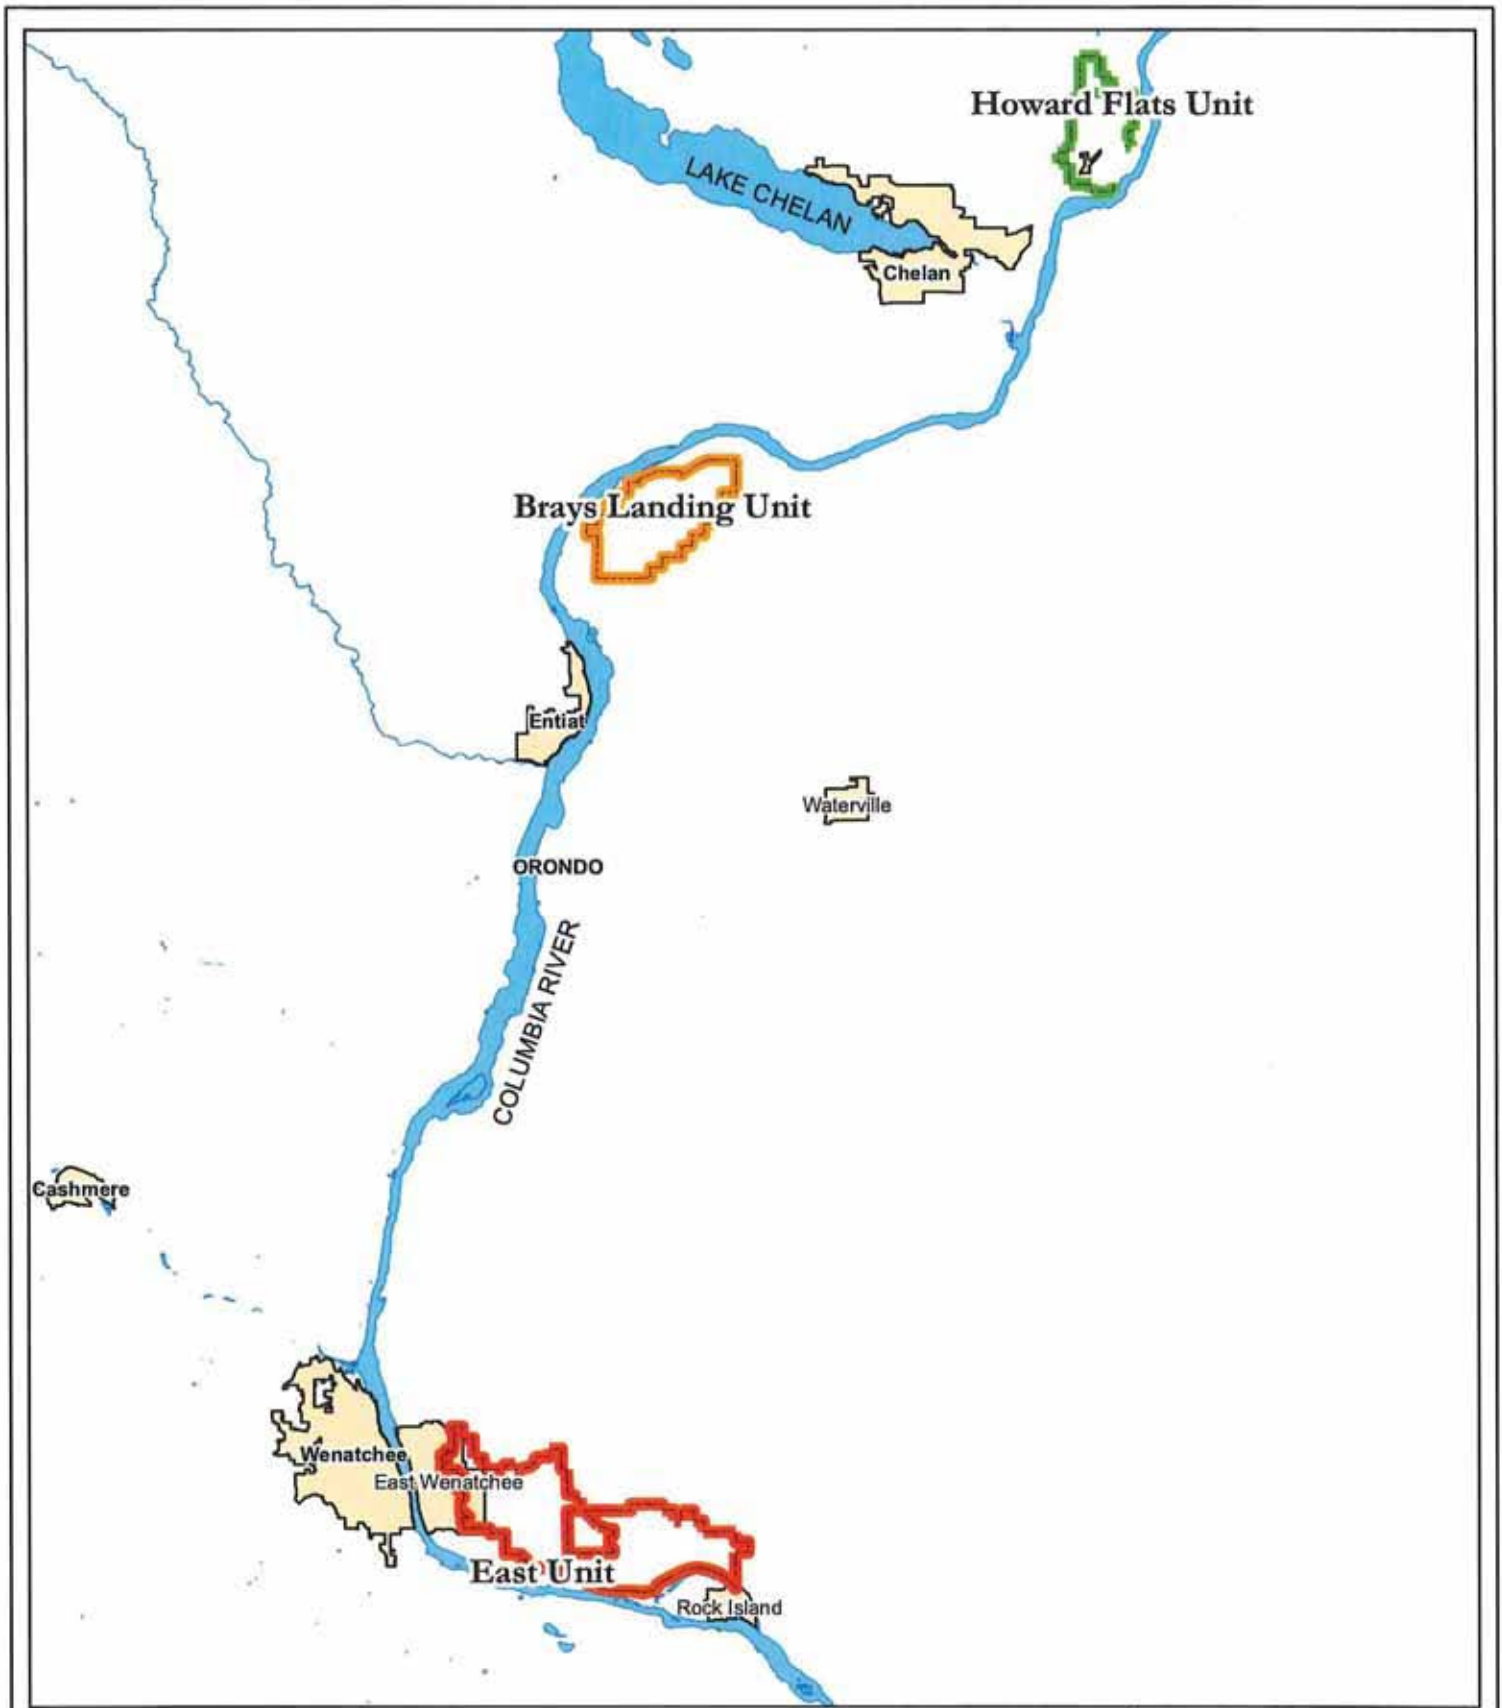 Howard Flats Unit
LAKE CHELAN
Chelan
Brays Landing Unit
Entiat
Waterville
ORONDO
COLUMBIA RIVER
Cashmere
Wenatchee
East Wenatchee
East Unit
Rock Island